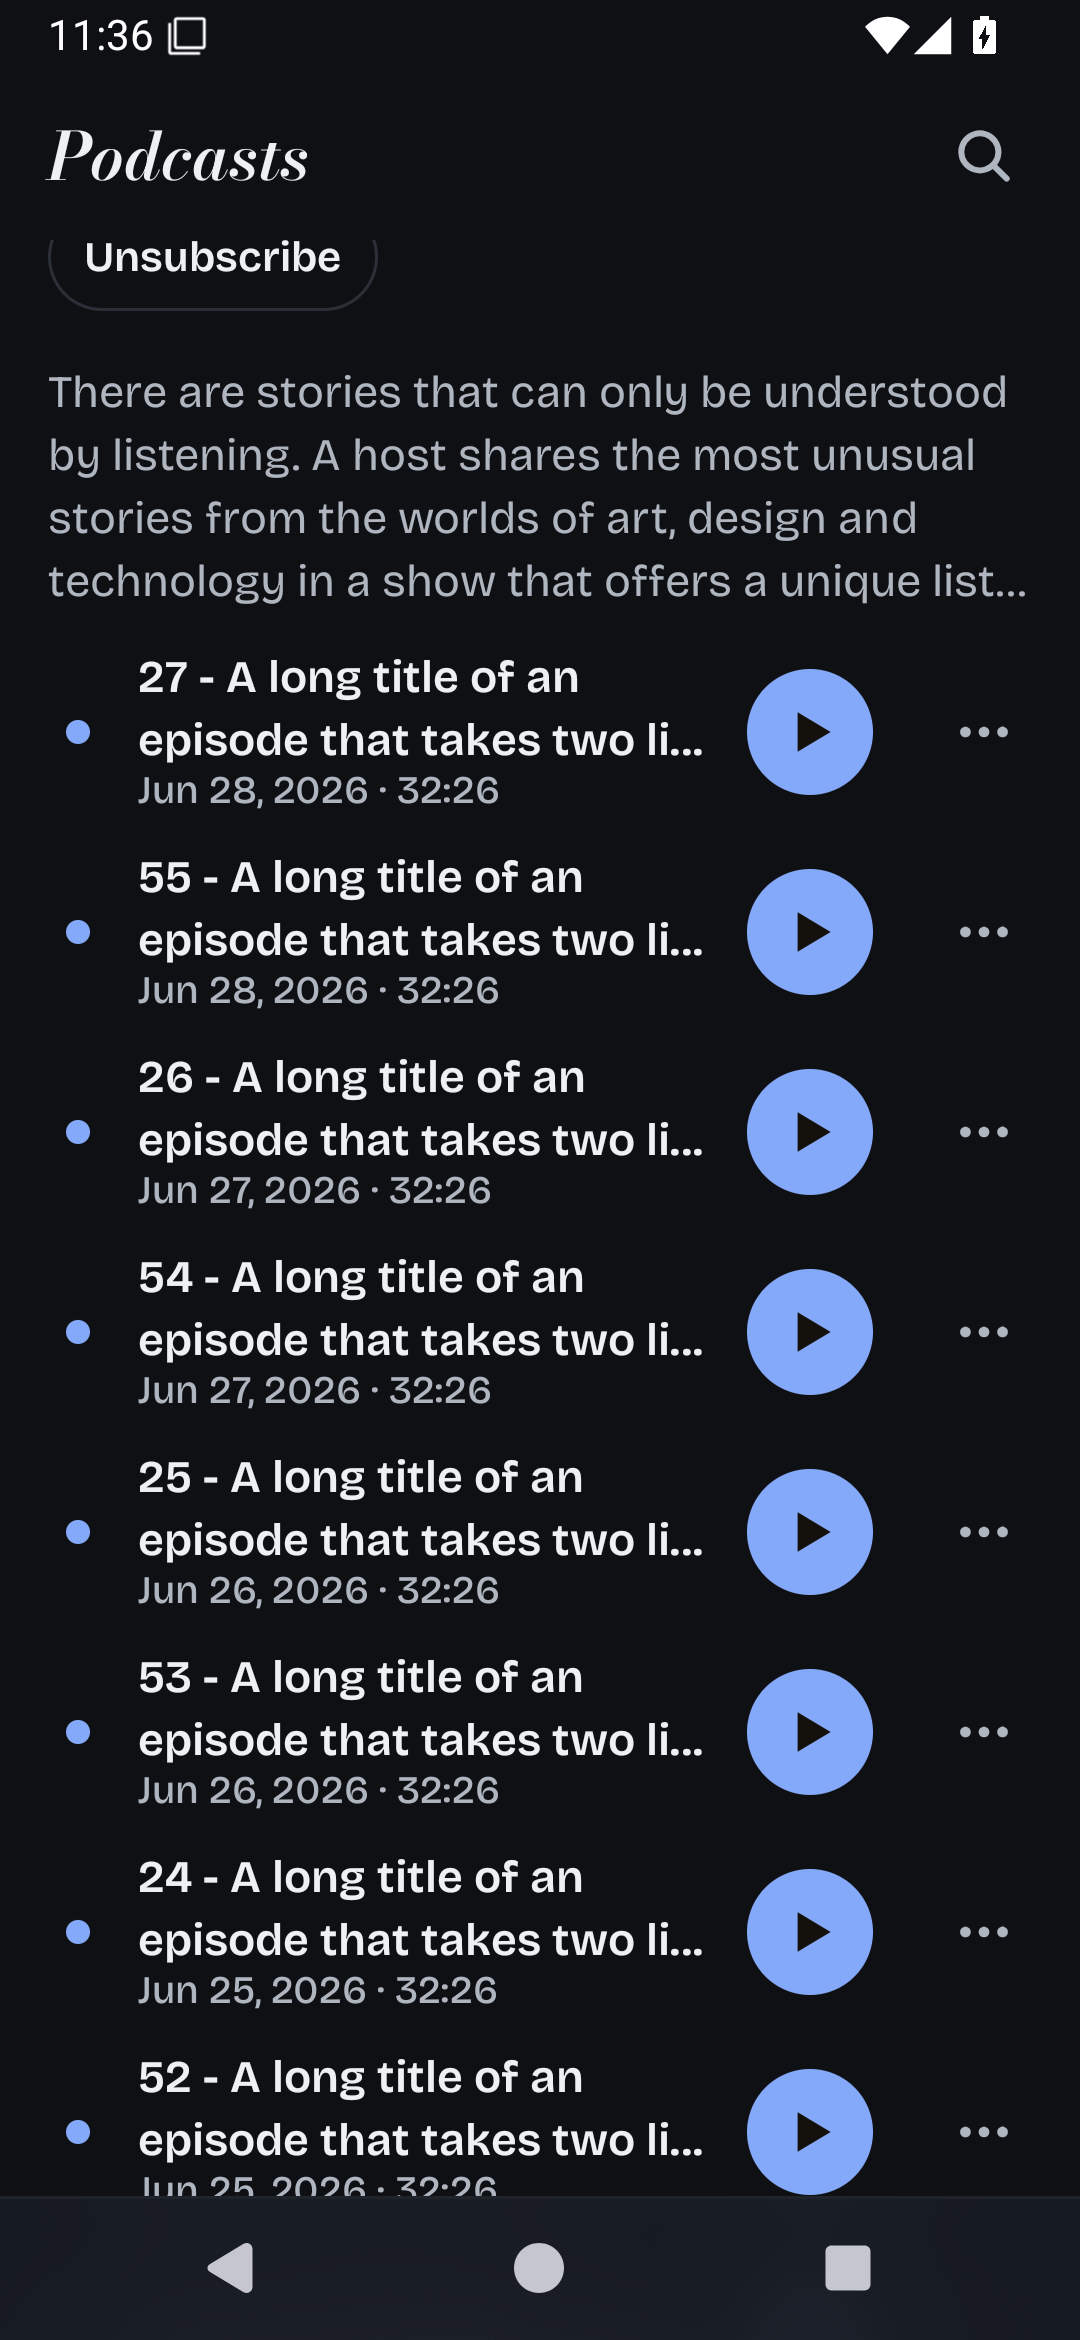 11:36
Podcasts
Unsubscribe
There are stories that can only be understood
by listening. A host shares the most unusual
stories from the worlds of art, design and
technology in a show that offers a unique list...
27 - A long title of an
episode that takes two li...
Jun 28, 2026 · 32:26
55 - A long title of an
episode that takes two li...
Jun 28, 2026 · 32:26
26 - A long title of an
episode that takes two li...
Jun 27, 2026 · 32:26
54 - A long title of an
episode that takes two li...
Jun 27, 2026 · 32:26
25 - A long title of an
episode that takes two li...
Jun 26, 2026 · 32:26
53 - A long title of an
episode that takes two li...
Jun 26, 2026 · 32:26
24 - A long title of an
episode that takes two li...
Jun 25, 2026 · 32:26
52 - A long title of an
episode that takes two li...
Jun 25, 2026 · 32:26